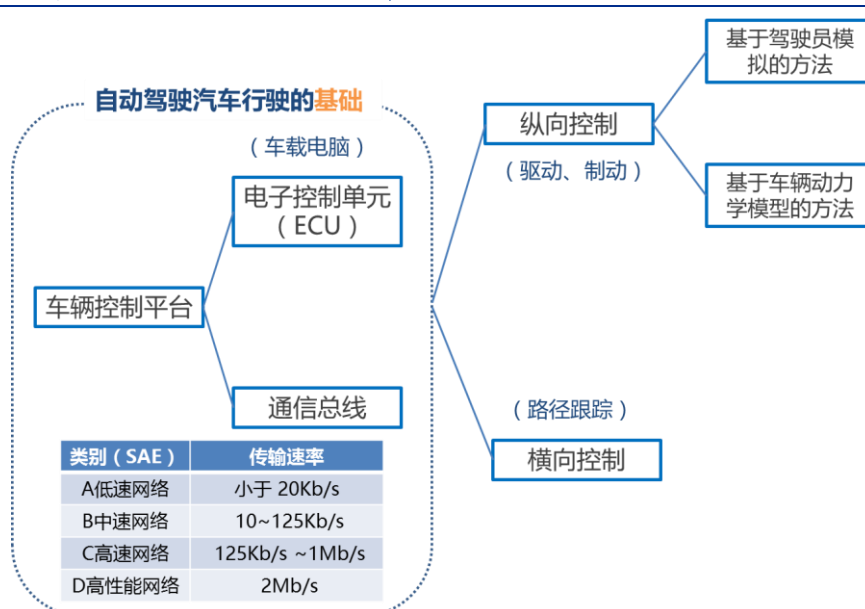 自动驾驶汽车行驶的基础
（车载电脑）
电子控制单元
（ECU）
车辆控制平台
通信总线
类别（SAE） 传输速率
A低速网络 小于 20Kb/s
B中速网络 10~125Kb/s
C高速网络 125Kb/s ~1Mb/s
D高性能网络 2Mb/s
纵向控制
（驱动、制动）
基于驾驶员模
拟的方法
基于车辆动力
学模型的方法
（路径跟踪）
横向控制